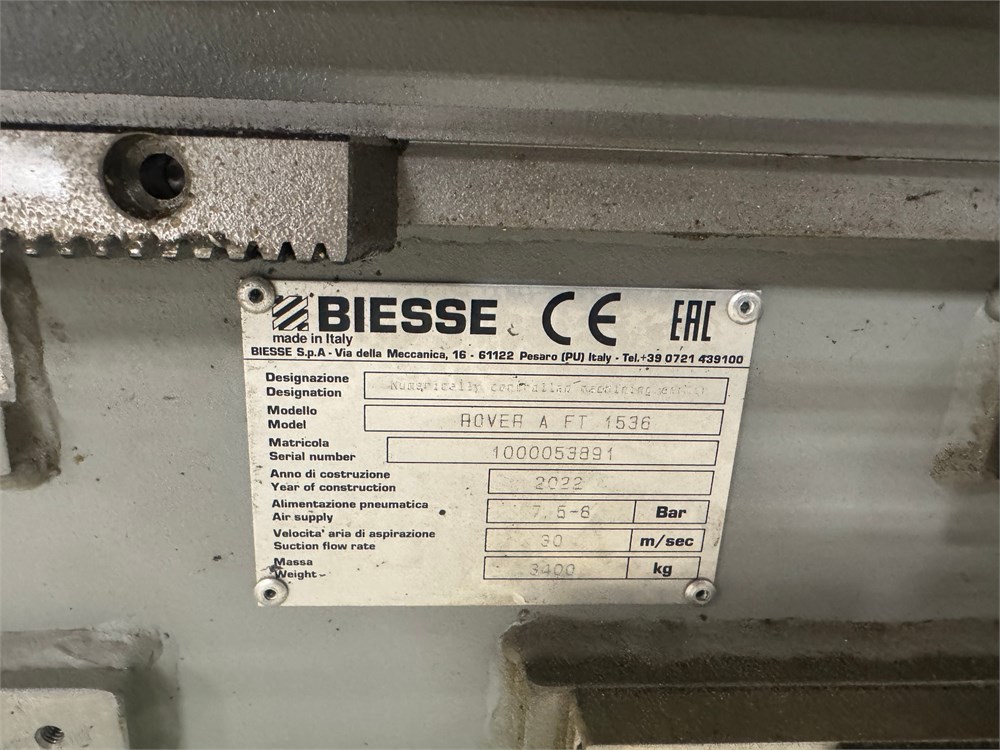 BIESSE CE EAC
made in Italy
BIESSE S.p.A - Via della Meccanica, 16 - 61122 Pesaro (PU) Italy - Tel.+39 0721 439100
Designazione
Designation Numerically controlled machining
Modello
Model ROVER A FT 1536
Matricola
Serial number 1000053891
Anno di costruzione
Year of construction 2022
Alimentazione pneumatica
Air supply 7.5-8 Bar
Velocita' aria di aspirazione
Suction flow rate 30 m/sec
Massa
Weight 3400 kg